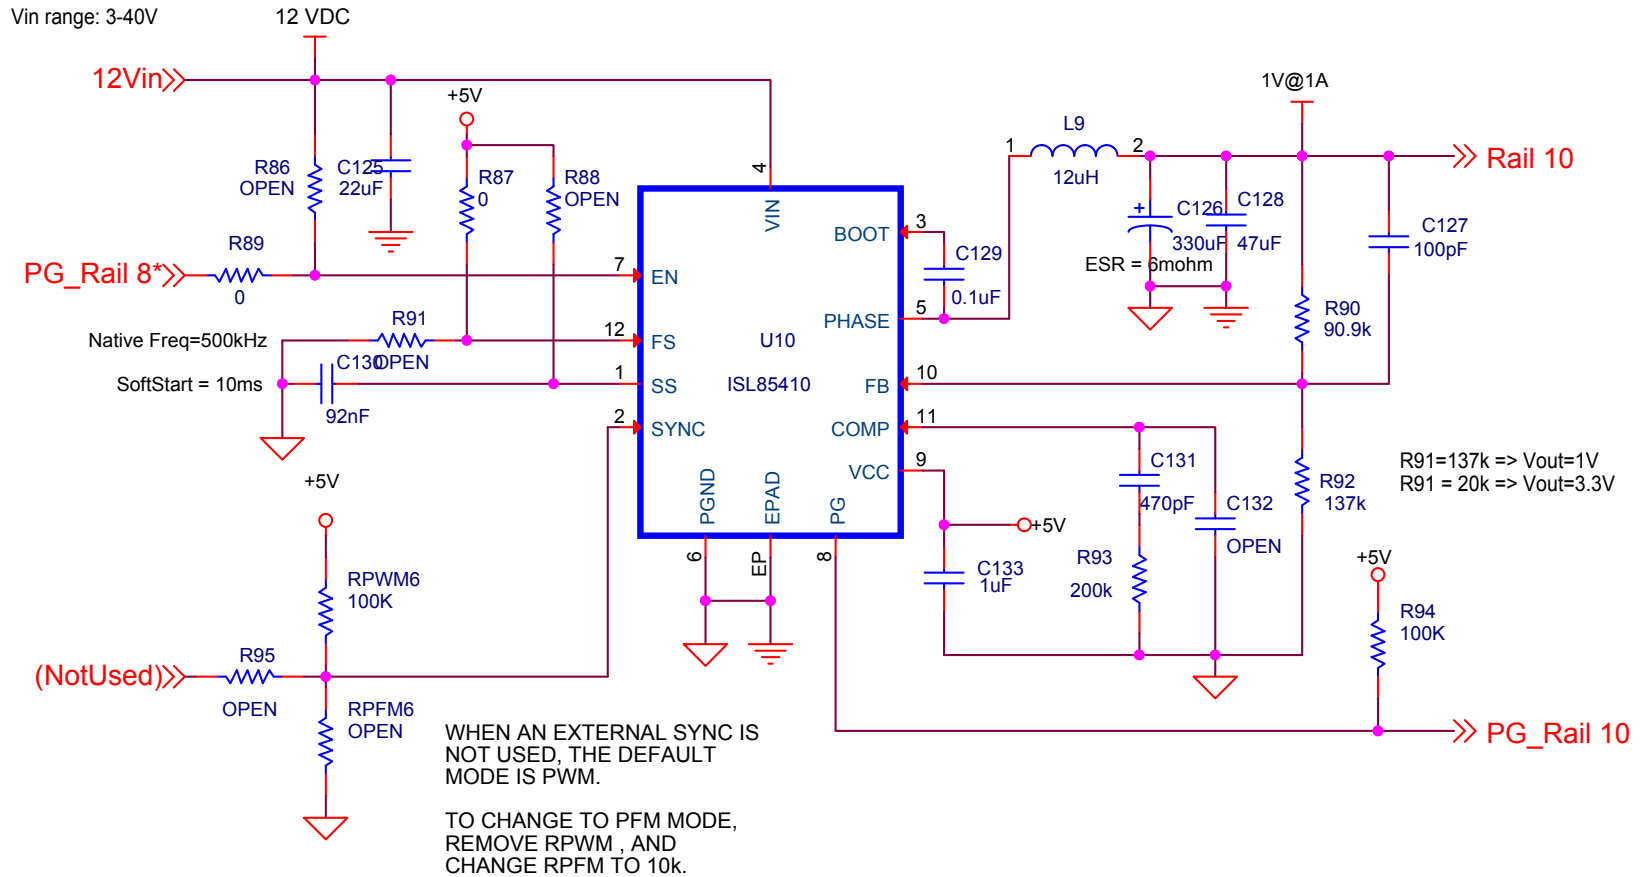 Vin range: 3-40V
12 VDC
12Vin
+5V
1V@1A
L9
1
2
12uH
Rail 10
R86
OPEN
C125
22uF
R87
0
R88
OPEN
4
VIN
BOOT
3
C129
0.1uF
C126
330uF
ESR = 6mohm
C128
47uF
C127
100pF
R89
0
PG_Rail 8*
7
EN
PHASE
5
R90
90.9k
Native Freq=500kHz
R91
OPEN
12
FS
U10
ISL85410
SoftStart = 10ms
C130
92nF
1
SS
FB
10
2
SYNC
COMP
11
VCC
9
PGND
EPAD
PG
6
EP
8
C131
470pF
C132
OPEN
R92
137k
R91=137k => Vout=1V
R91 = 20k => Vout=3.3V
+5V
+5V
C133
1uF
R93
200k
+5V
R94
100K
RPWM6
100K
(NotUsed)
R95
OPEN
RPFM6
OPEN
PG_Rail 10
WHEN AN EXTERNAL SYNC IS
NOT USED, THE DEFAULT
MODE IS PWM.
TO CHANGE TO PFM MODE,
REMOVE RPWM , AND
CHANGE RPFM TO 10k.